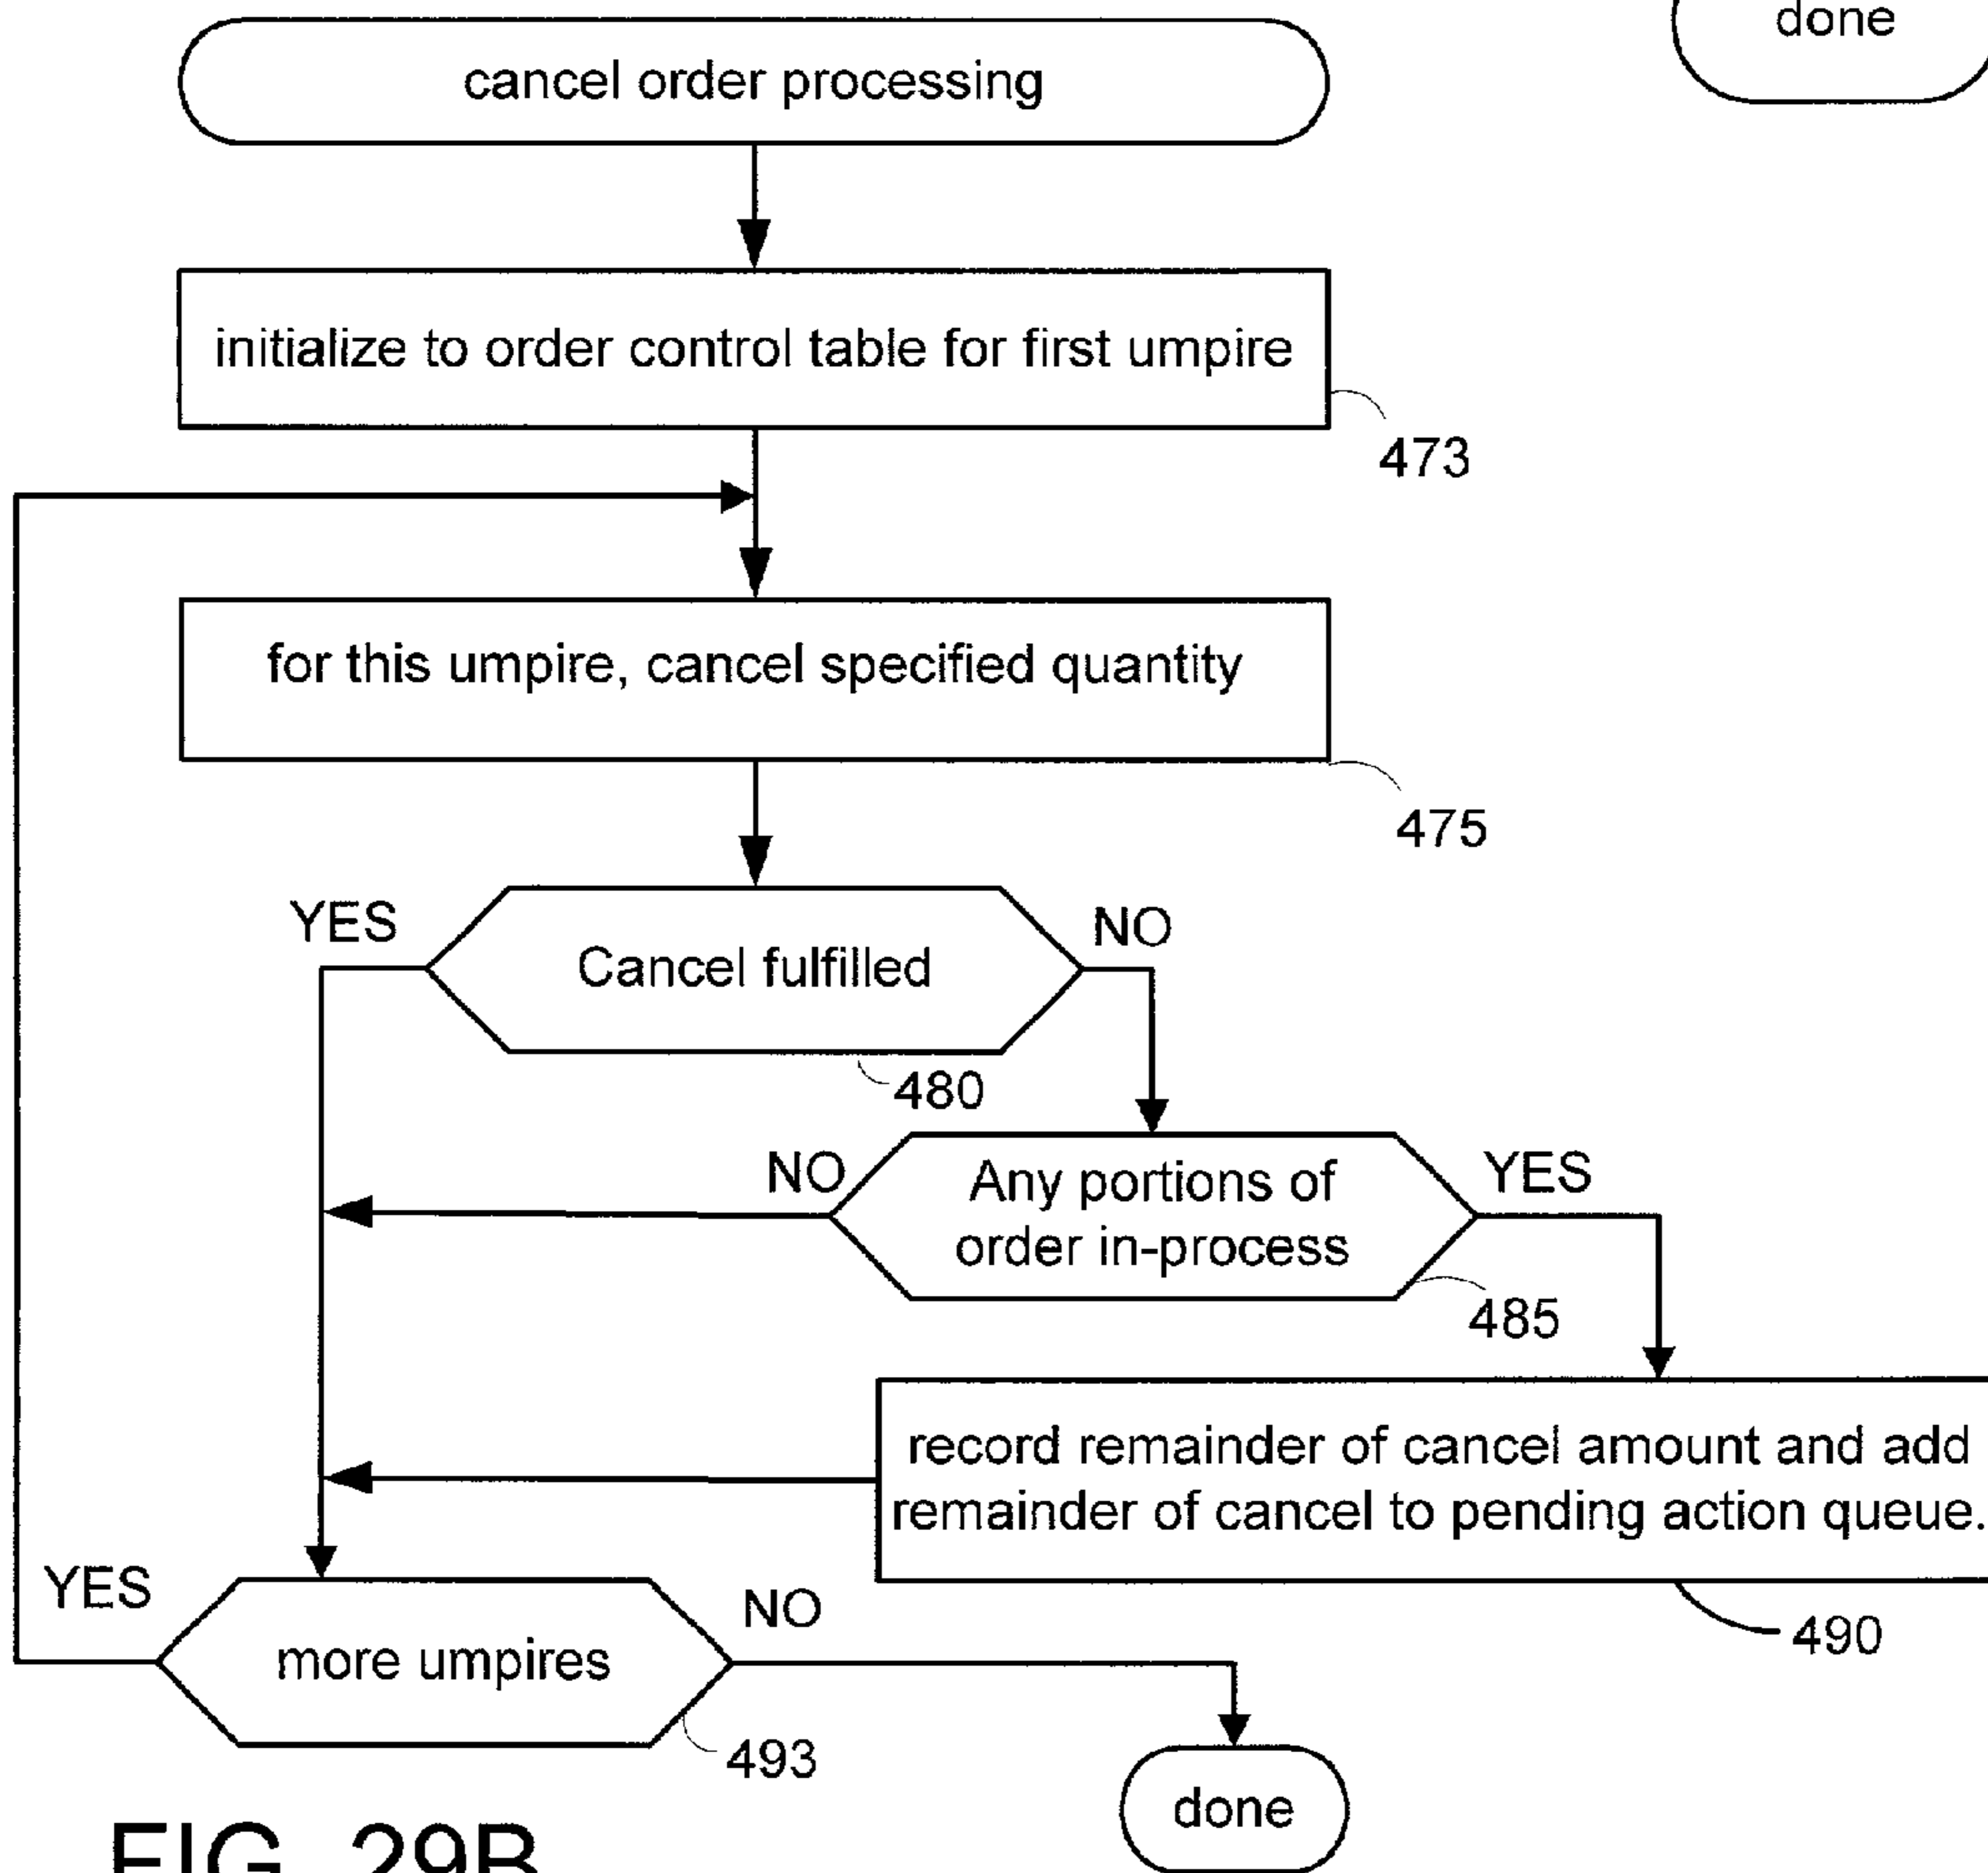 done
cancel order processing
initialize to order control table for first umpire
473
for this umpire, cancel specified quantity
475
YES
NO
Cancel fulfilled
480
NO
Any portions of
order in-process
YES
485
record remainder of cancel amount and add
remainder of cancel to pending action queue.
490
YES
more umpires
NO
493
done
FIG. 29B